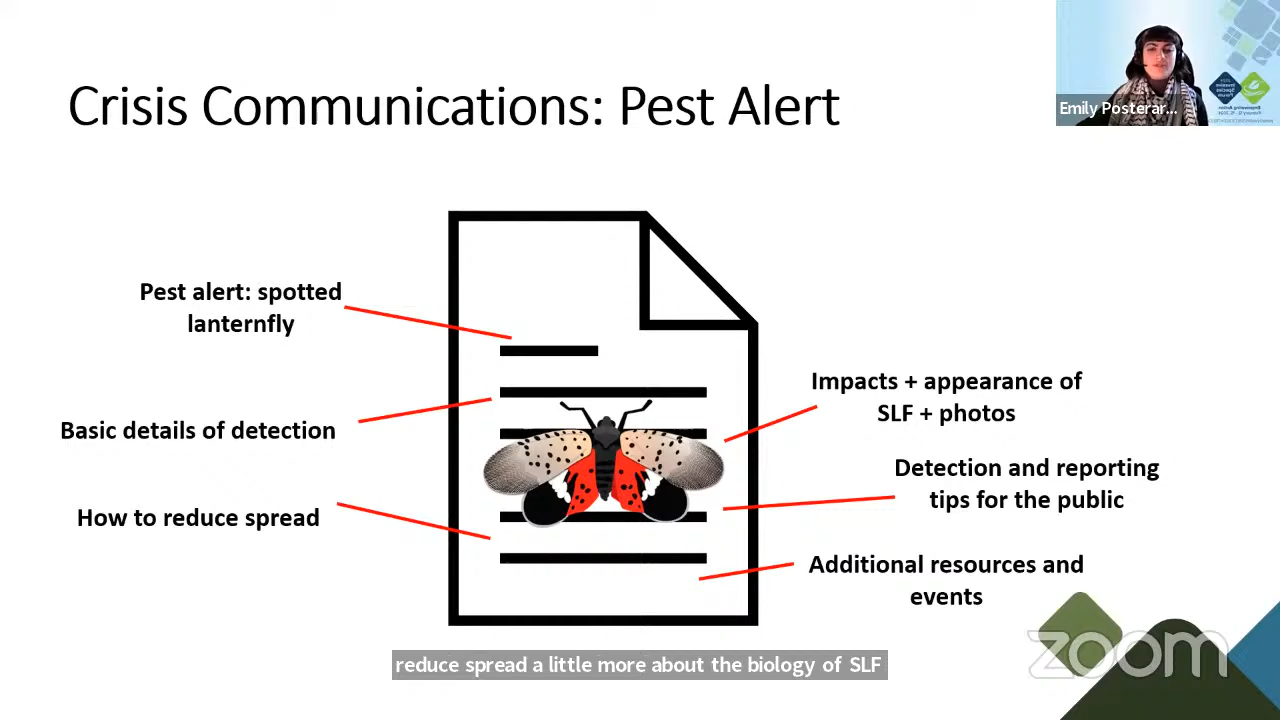 Crisis Communications: Pest Alert
Emily Posterar...
Pest alert: spotted
lanternfly
Basic details of detection
How to reduce spread
Impacts + appearance of
SLF + photos
Detection and reporting
tips for the public
Additional resources and
events
zoom
reduce spread a little more about the biology of SLF